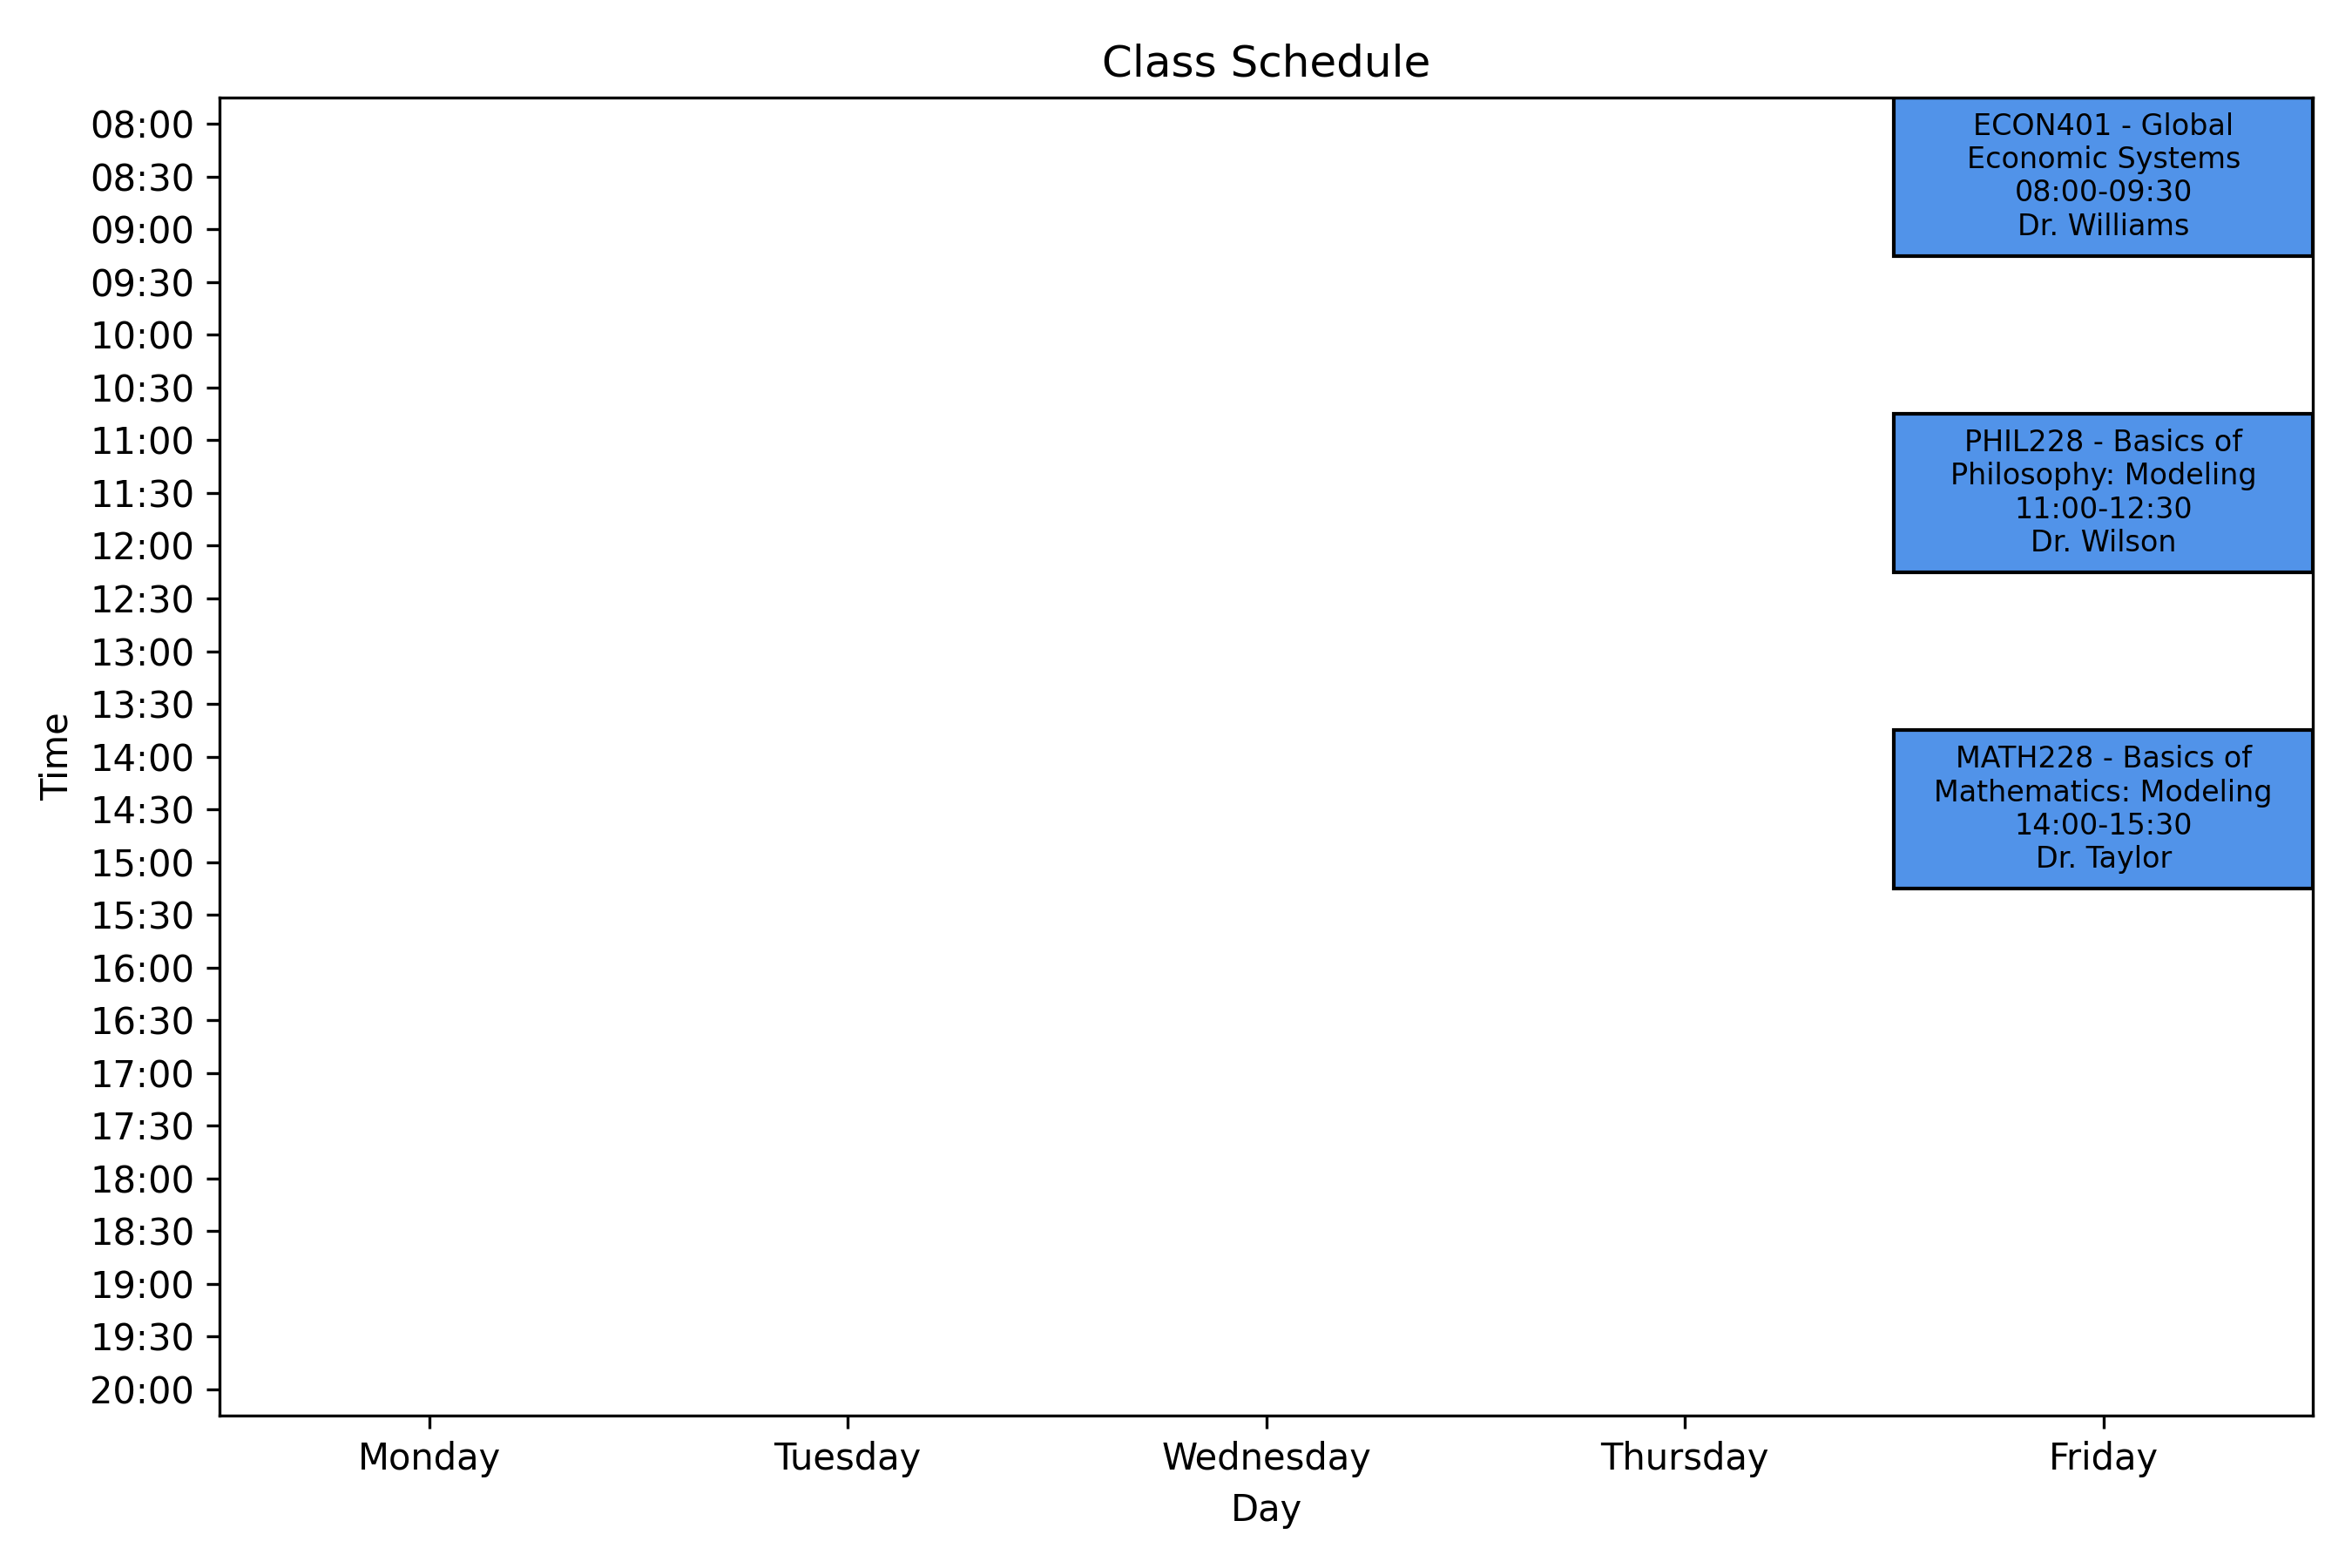 Class Schedule
Time
08:00
08:30
09:00
09:30
10:00
10:30
11:00
11:30
12:00
12:30
13:00
13:30
14:00
14:30
15:00
15:30
16:00
16:30
17:00
17:30
18:00
18:30
19:00
19:30
20:00
ECON401 - Global
Economic Systems
08:00-09:30
Dr. Williams
PHIL228 - Basics of
Philosophy: Modeling
11:00-12:30
Dr. Wilson
MATH228 - Basics of
Mathematics: Modeling
14:00-15:30
Dr. Taylor
Monday
Tuesday
Wednesday
Thursday
Friday
Day